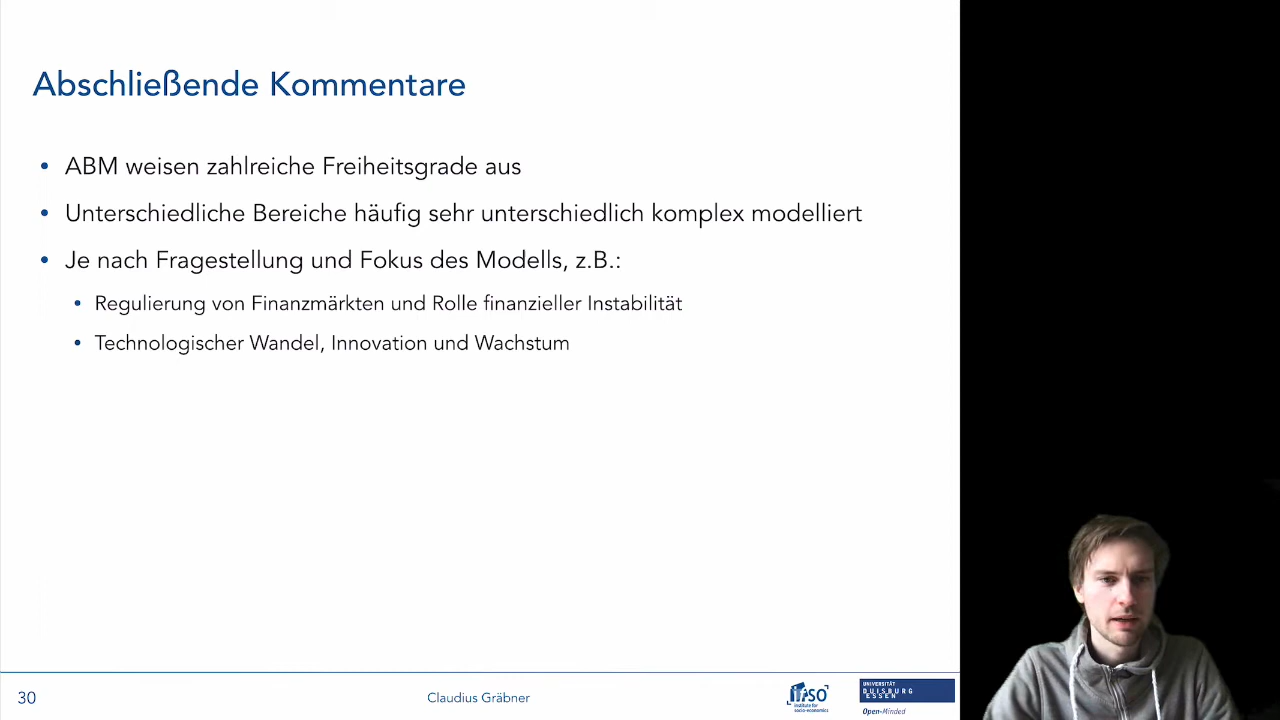 Abschließende Kommentare
• ABM weisen zahlreiche Freiheitsgrade aus
• Unterschiedliche Bereiche häufig sehr unterschiedlich komplex modelliert
• Je nach Fragestellung und Fokus des Modells, z.B.:
• Regulierung von Finanzmärkten und Rolle finanzieller Instabilität
• Technologischer Wandel, Innovation und Wachstum
30
Claudius Gräbner
ifso
institute for
socio-economics
UNIVERSITÄT
DUISBURG
ESSEN
Open-Minded